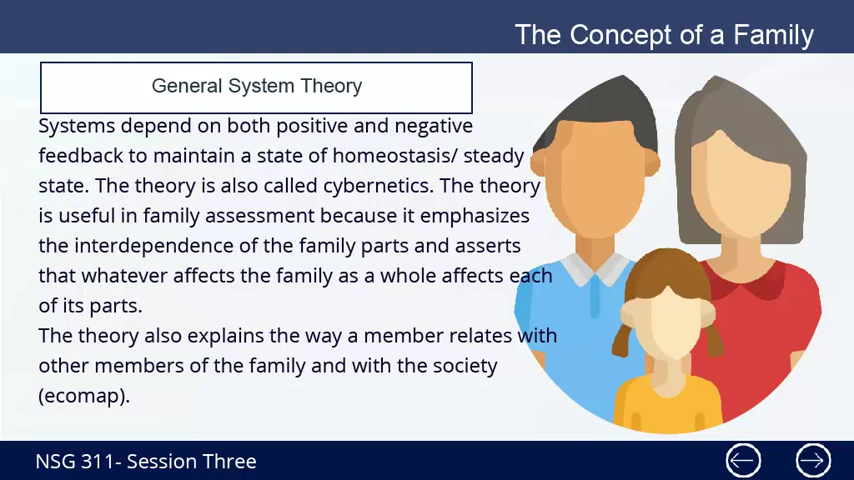 The Concept of a Family
General System Theory
Systems depend on both positive and negative
feedback to maintain a state of homeostasis/ steady
state. The theory is also called cybernetics. The theory
is useful in family assessment because it emphasizes
the interdependence of the family parts and asserts
that whatever affects the family as a whole affects each
of its parts.
The theory also explains the way a member relates with
other members of the family and with the society
(ecomap).
NSG 311- Session Three